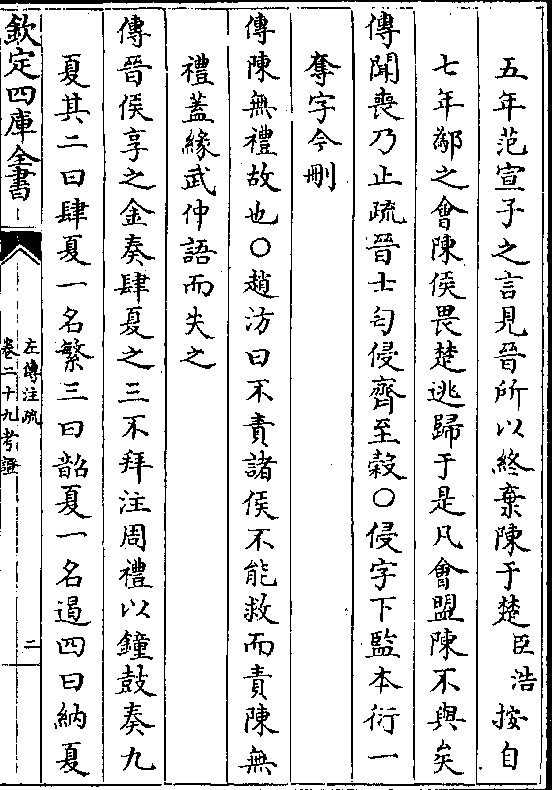 五年范宣子之言見晉所以終棄陳于楚臣浩按自
七年鄬之會陳侯畏楚逃歸于是凡會盟陳不與矣
傳聞喪乃止疏晉士匄侵齊至榖〇侵字下監本衍一
奪字今刪
傳陳無禮故也〇趙汸曰不責諸侯不能救而責陳無
禮蓋緣武仲語而失之
傳晉侯享之金奏肆夏之三不拜注周禮以鐘鼓奏九
夏其二曰肆夏一名繁三曰韶夏一名遏四曰納夏
欽定四庫全書
左傳注疏
卷二十九考證
二